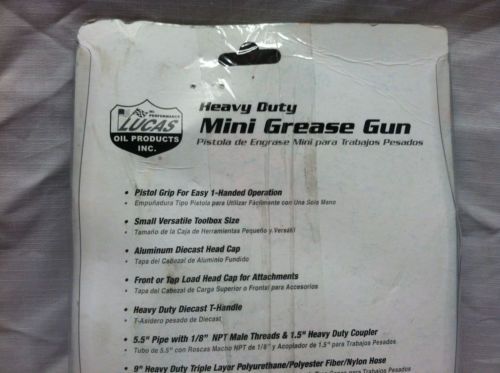 HI PERFORMANCE
LUCAS
OIL PRODUCTS
INC.
Heavy Duty
Mini Grease Gun
Pistola de Engrase Mini para Trabajos Pesados
• Pistol Grip For Easy 1-Handed Operation
Empuñadura Tipo Pistola para Utilizar Fácilmente con Una Sola Mano
• Small Versatile Toolbox Size
Tamaño de la Caja de Herramientas Pequeño y Versátil
• Aluminum Diecast Head Cap
Tapa del Cabezal de Aluminio Fundido
• Front or Top Load Head Cap for Attachments
Tapa del Cabezal de Carga Superior o Frontal para Accesorios
• Heavy Duty Diecast T-Handle
T-Asidero pesado de Diecast
• 5.5" Pipe with 1/8" NPT Male Threads & 1.5" Heavy Duty Coupler
Tubo de 5.5" con Roscas Macho NPT de 1/8" y Acoplador de 1.5" para Trabajos Pesados
• 9" Heavy Duty Triple Layer Polyurethane/Polyester Fiber/Nylon Hose